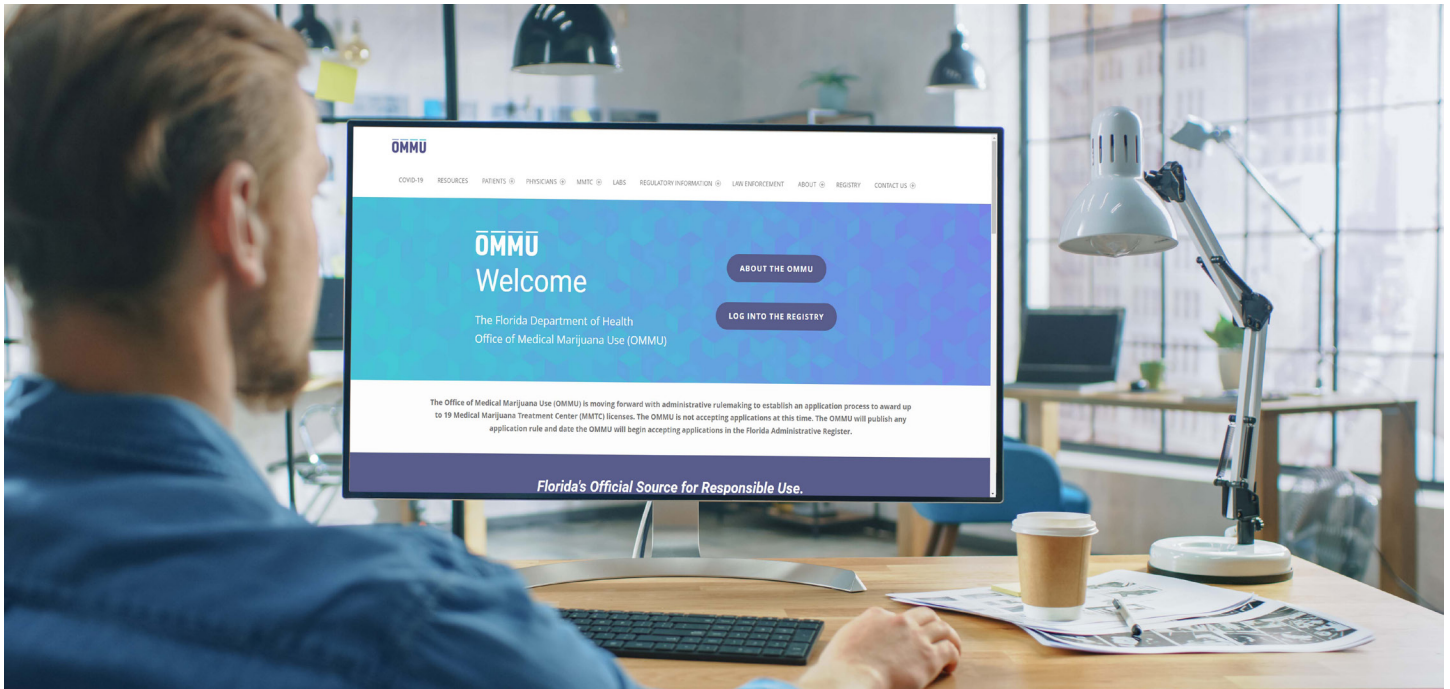 OMMU
COVID-19 RESOURCES PATIENTS PHYSICIANS MMTC LABS REGULATORY INFORMATION LAW ENFORCEMENT ABOUT REGISTRY CONTACT US
OMMU
Welcome
The Florida Department of Health
Office of Medical Marijuana Use (OMMU)
ABOUT THE OMMU
LOG INTO THE REGISTRY
The Office of Medical Marijuana Use (OMMU) is moving forward with administrative rulemaking to establish an application process to award up
to 19 Medical Marijuana Treatment Center (MMTC) licenses. The OMMU is not accepting applications at this time. The OMMU will publish any
application rule and date the OMMU will begin accepting applications in the Florida Administrative Register.
Florida's Official Source for Responsible Use.